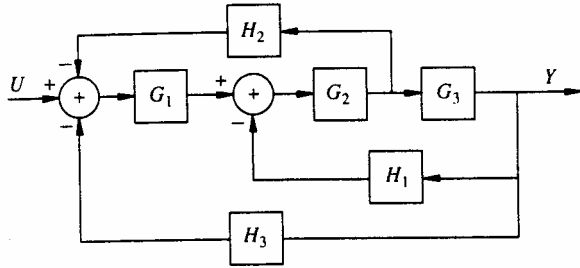 H₂
−
U + + G₁ + + G₂ G₃ Y
− −
H₁
H₃